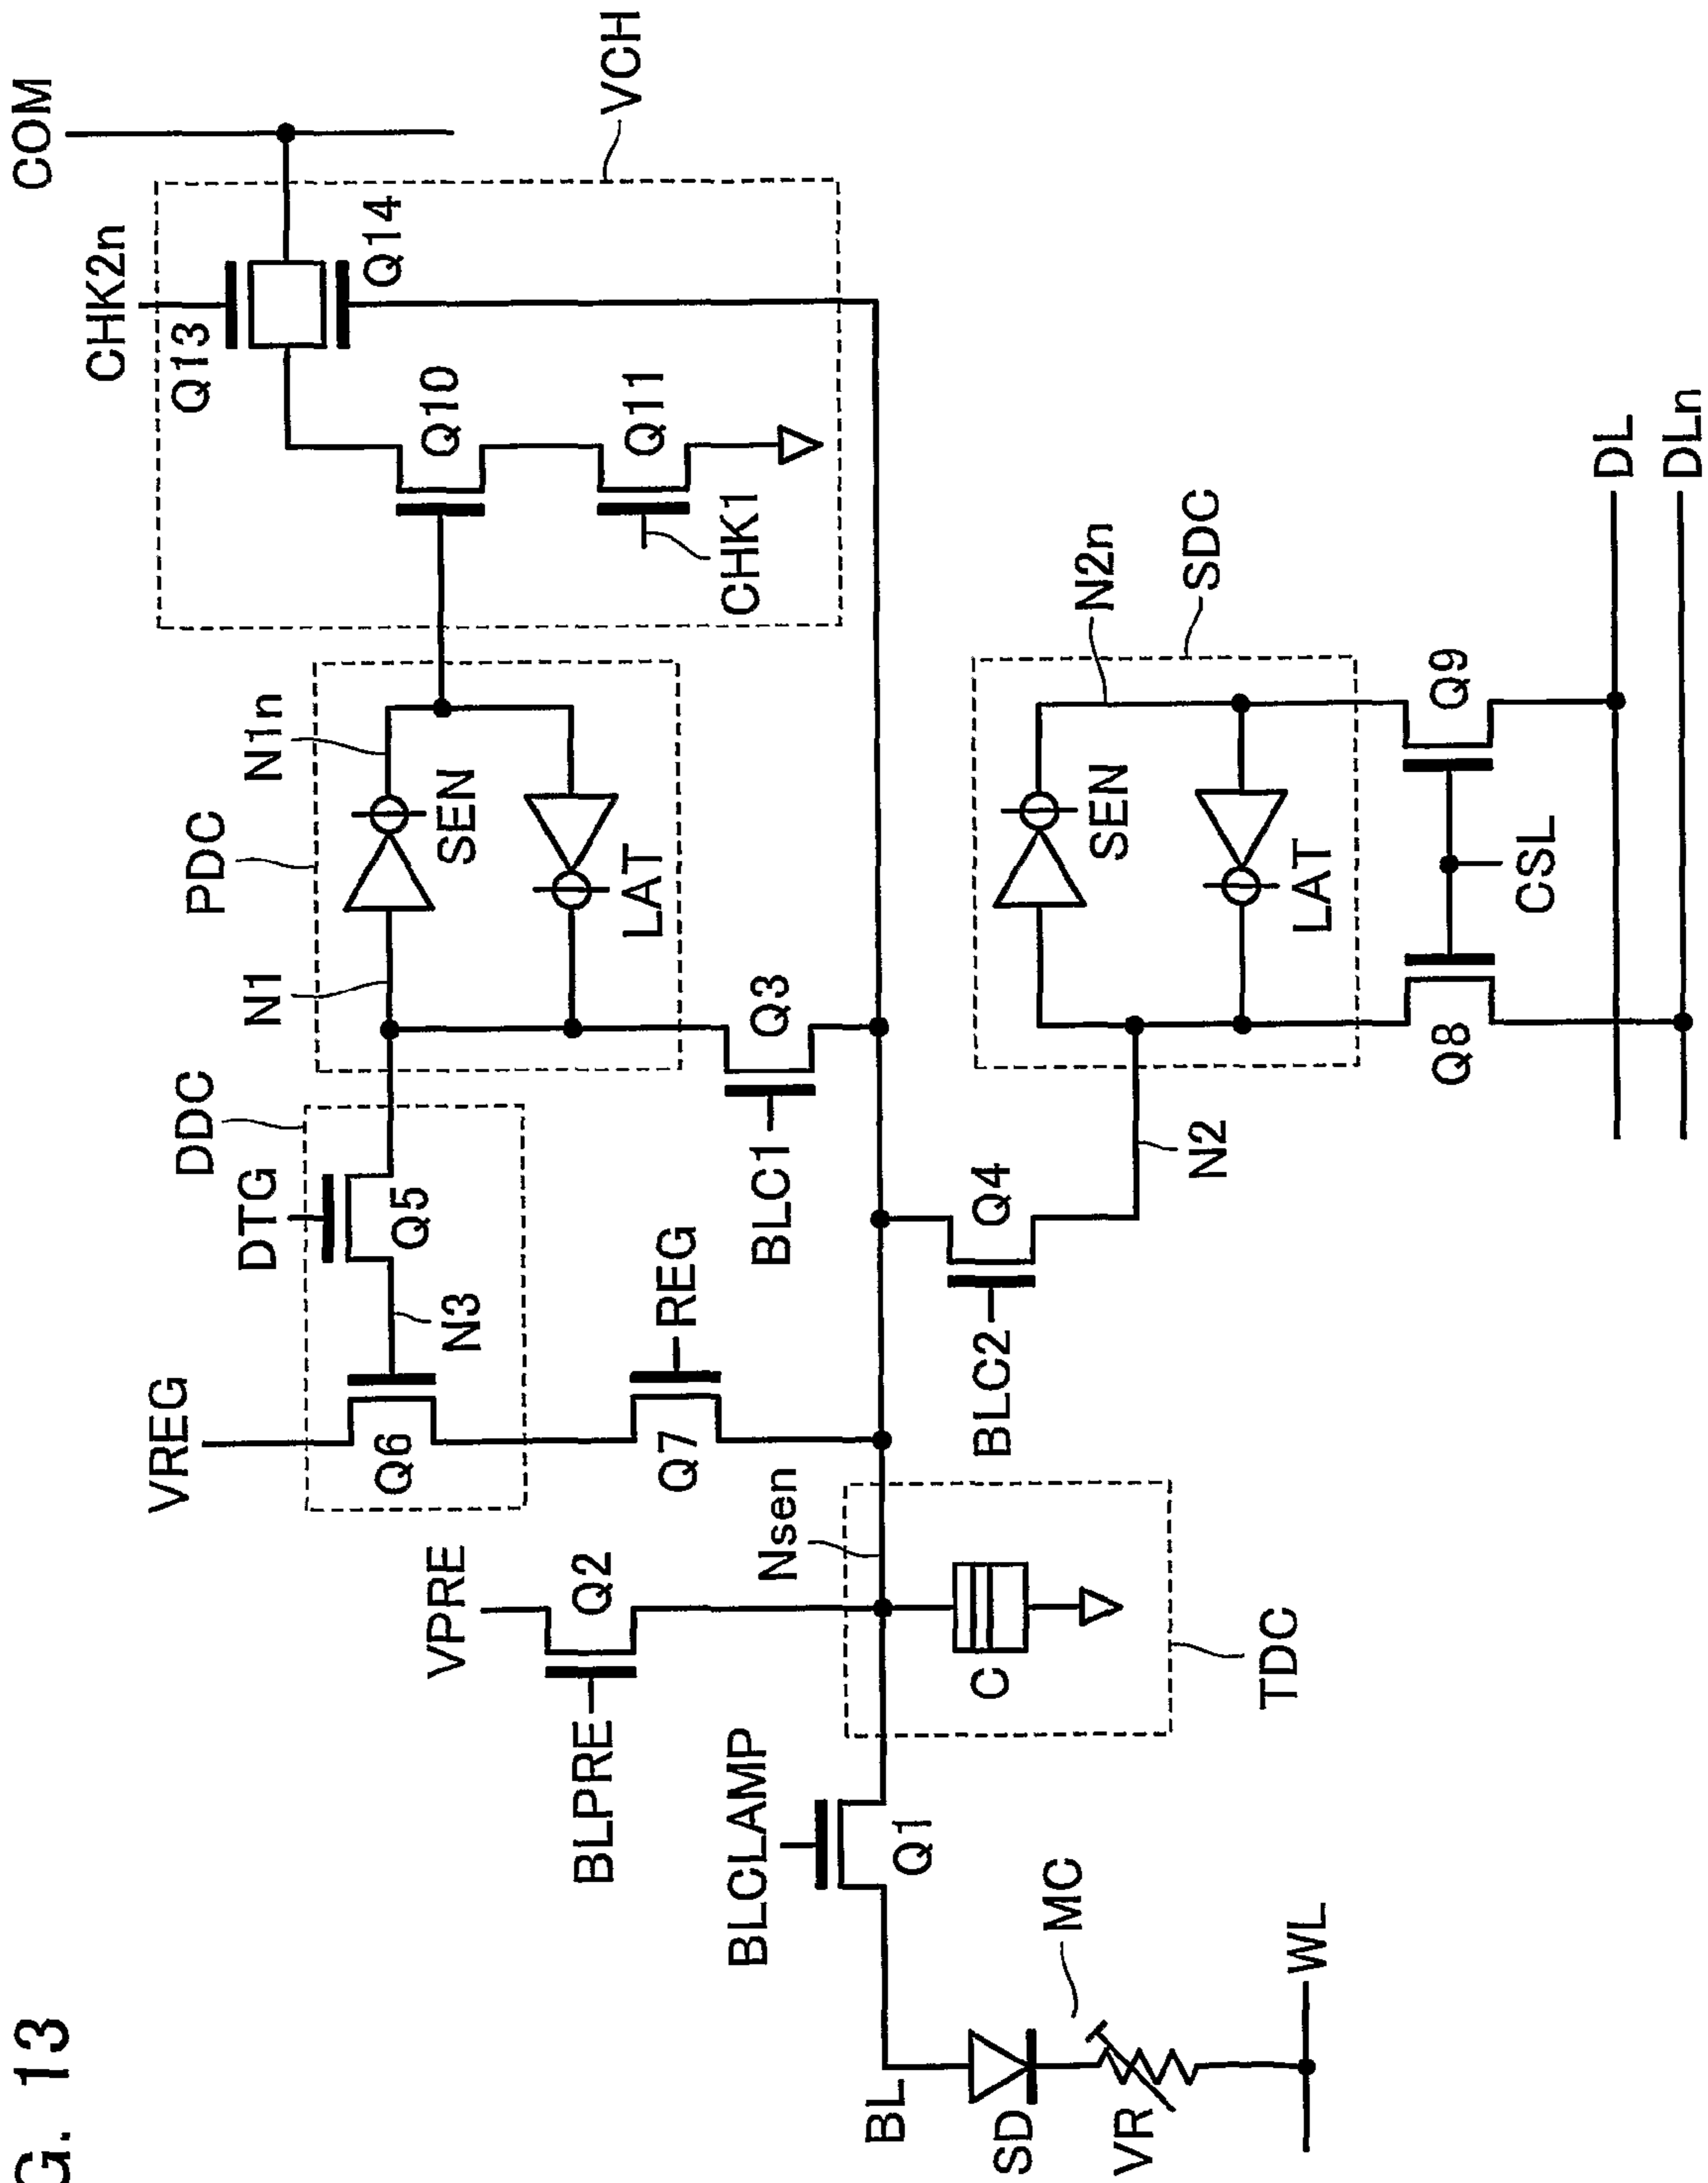 G. 13
COM
CHK2n
Q13
Q14
VCH
Q10
Q11
CHK1
PDC
N1
N1n
SEN
LAT
DDC
DTG
Q5
N3
Q6
VREG
Q7
REG
BLC1
Q3
VPRE
Q2
BLPRE
Nsen
BLC2
Q4
N2
N2n
SDC
SEN
LAT
Q8
Q9
CSL
DL
DLn
BLCLAMP
Q1
C
TDC
BL
SD
VR
MC
WL